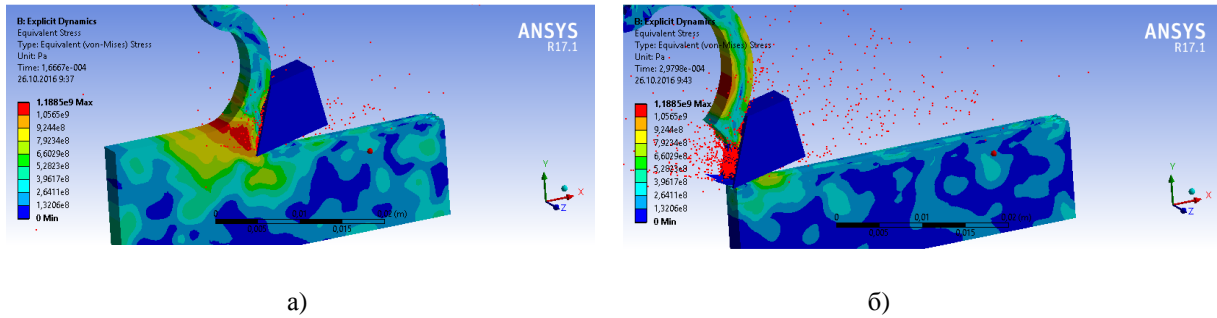 B: Explicit Dynamics
Equivalent Stress
Type: Equivalent (von-Mises) Stress
Unit: Pa
Time: 1,6667e-004
26.10.2016 9:37
1,1885e9 Max
1,0565e9
9,244e8
7,9234e8
6,6029e8
5,2823e8
3,9617e8
2,6411e8
1,3206e8
0 Min
ANSYS
R17.1
0
(m)
0,015
Y
X
Z
а)
B: Explicit Dynamics
Equivalent Stress
Type: Equivalent (von-Mises) Stress
Unit: Pa
Time: 2,9798e-004
26.10.2016 9:43
1,1885e9 Max
1,0565e9
9,244e8
7,9234e8
6,6029e8
5,2823e8
3,9617e8
2,6411e8
1,3206e8
0 Min
ANSYS
R17.1
0
0,01
(m)
0,015
Y
X
Z
б)